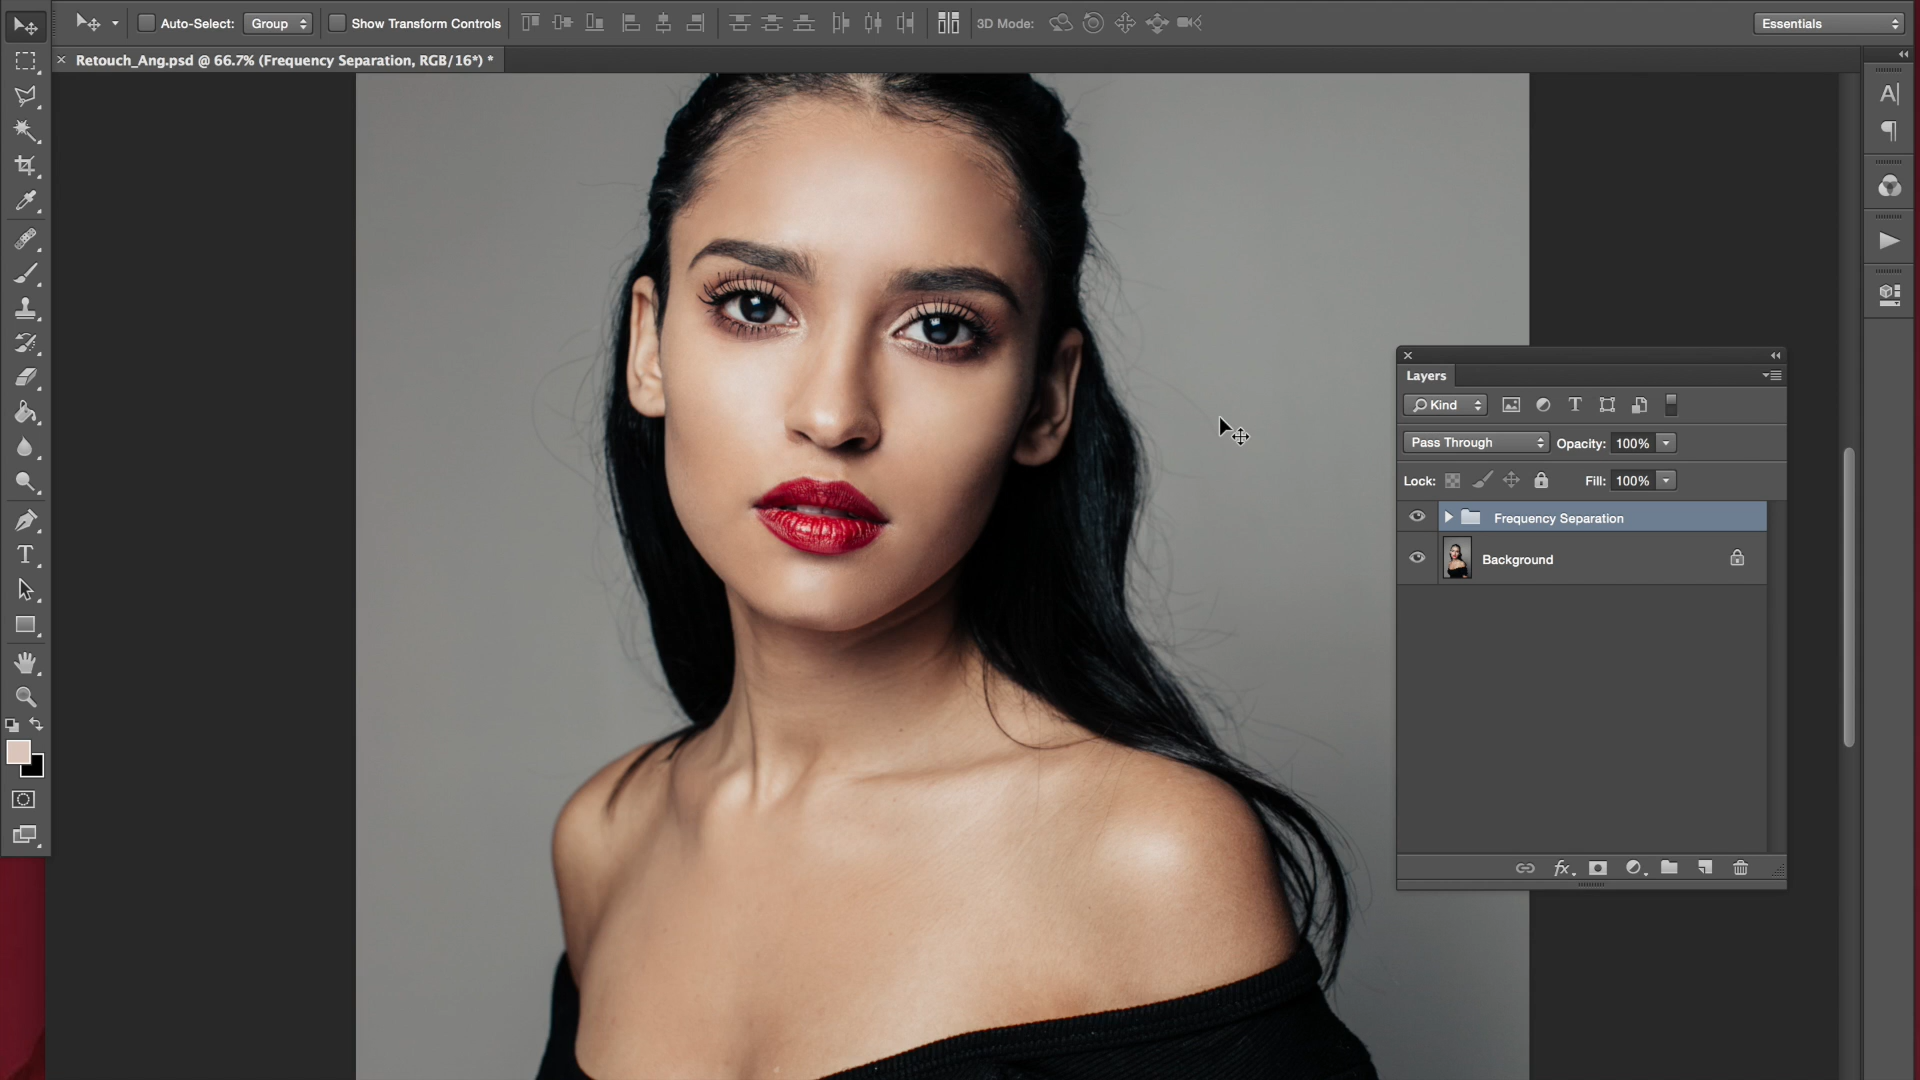 Auto-Select: Group Show Transform Controls 3D Mode: Essentials
Retouch_Ang.psd @ 66.7% (Frequency Separation, RGB/16*) *
Layers
Kind
Pass Through Opacity: 100%
Lock: Fill: 100%
Frequency Separation
Background